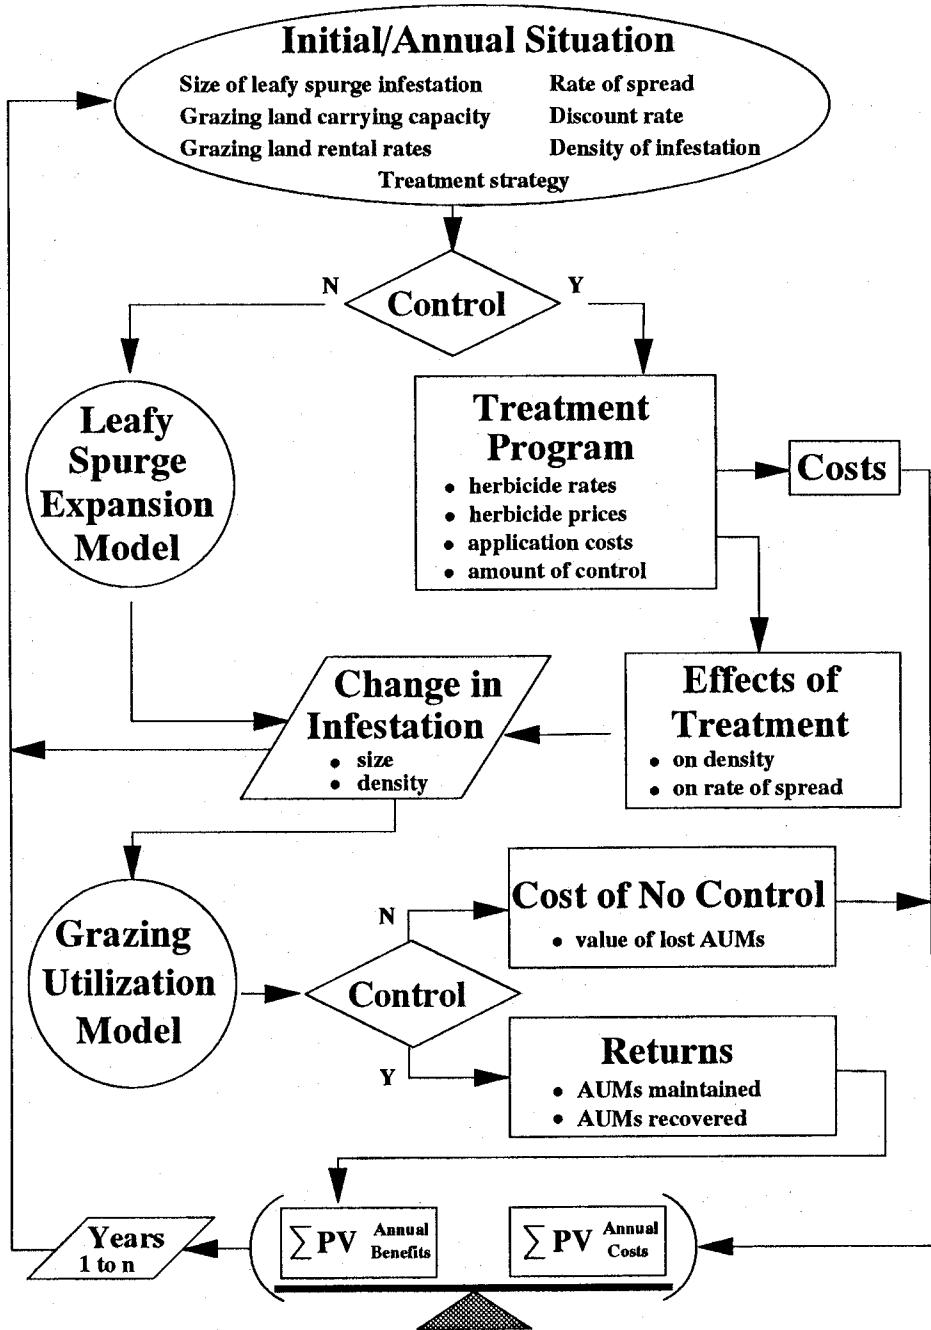 Initial/Annual Situation
Size of leafy spurge infestation
Rate of spread
Grazing land carrying capacity
Discount rate
Grazing land rental rates
Density of infestation
Treatment strategy
N
Y
Control
Leafy
Spurge
Expansion
Model
Treatment
Program
• herbicide rates
• herbicide prices
• application costs
• amount of control
Costs
Change in
Infestation
• size
• density
Effects of
Treatment
• on density
• on rate of spread
Grazing
Utilization
Model
N
Control
Y
Cost of No Control
• value of lost AUMs
Returns
• AUMs maintained
• AUMs recovered
Years
1 to n
∑ PV Annual
Benefits
∑ PV Annual
Costs